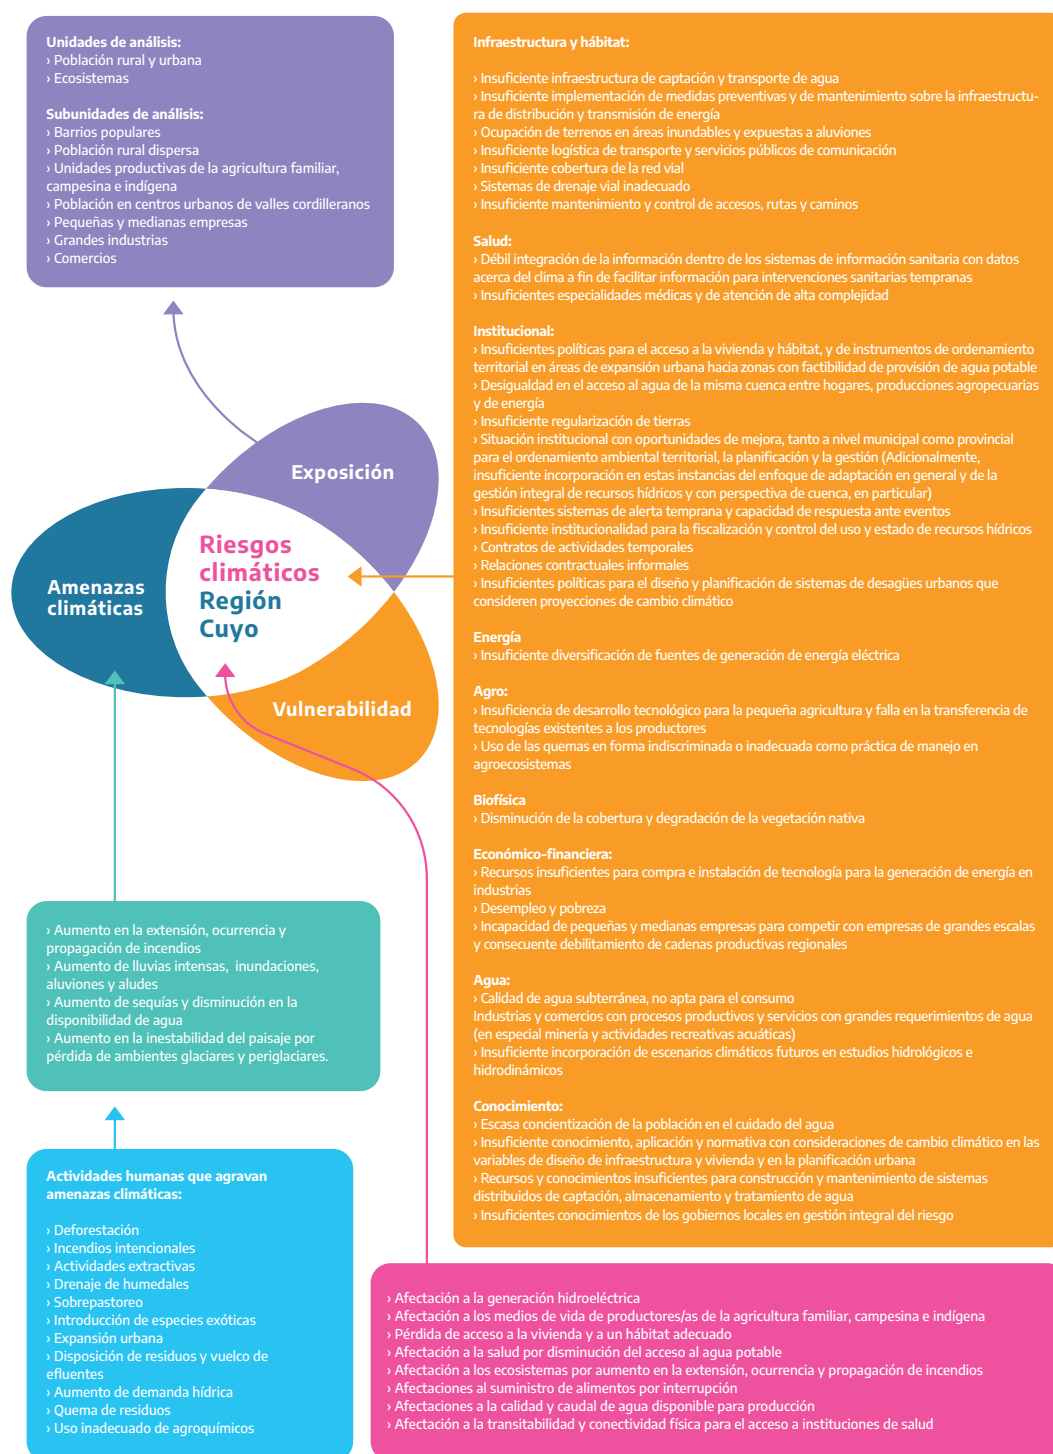 Unidades de análisis:
› Población rural y urbana
› Ecosistemas
Subunidades de análisis:
› Barrios populares
› Población rural dispersa
› Unidades productivas de la agricultura familiar,
campesina e indígena
› Población en centros urbanos de valles cordilleranos
› Pequeñas y medianas empresas
› Grandes industrias
› Comercios
Exposición
Riesgos
climáticos
Región
Cuyo
Amenazas
climáticas
Vulnerabilidad
› Aumento en la extensión, ocurrencia y
propagación de incendios
› Aumento de lluvias intensas, inundaciones,
aluviones y aludes
› Aumento de sequías y disminución en la
disponibilidad de agua
› Aumento en la inestabilidad del paisaje por
pérdida de ambientes glaciares y periglaciares.
Actividades humanas que agravan
amenazas climáticas:
› Deforestación
› Incendios intencionales
› Actividades extractivas
› Drenaje de humedales
› Sobrepastoreo
› Introducción de especies exóticas
› Expansión urbana
› Disposición de residuos y vuelco de
efluentes
› Aumento de demanda hídrica
› Quema de residuos
› Uso inadecuado de agroquímicos
Infraestructura y hábitat:
› Insuficiente infraestructura de captación y transporte de agua
› Insuficiente implementación de medidas preventivas y de mantenimiento sobre la infraestructu-
ra de distribución y transmisión de energía
› Ocupación de terrenos en áreas inundables y expuestas a aluviones
› Insuficiente logística de transporte y servicios públicos de comunicación
› Insuficiente cobertura de la red vial
› Sistemas de drenaje vial inadecuado
› Insuficiente mantenimiento y control de accesos, rutas y caminos
Salud:
› Débil integración de la información dentro de los sistemas de información sanitaria con datos
acerca del clima a fin de facilitar información para intervenciones sanitarias tempranas
› Insuficientes especialidades médicas y de atención de alta complejidad
Institucional:
› Insuficientes políticas para el acceso a la vivienda y hábitat, y de instrumentos de ordenamiento
territorial en áreas de expansión urbana hacia zonas con factibilidad de provisión de agua potable
› Desigualdad en el acceso al agua de la misma cuenca entre hogares, producciones agropecuarias
y de energía
› Insuficiente regularización de tierras
› Situación institucional con oportunidades de mejora, tanto a nivel municipal como provincial
para el ordenamiento ambiental territorial, la planificación y la gestión (Adicionalmente,
insuficiente incorporación en estas instancias del enfoque de adaptación en general y de la
gestión integral de recursos hídricos y con perspectiva de cuenca, en particular)
› Insuficientes sistemas de alerta temprana y capacidad de respuesta ante eventos
› Insuficiente institucionalidad para la fiscalización y control del uso y estado de recursos hídricos
› Contratos de actividades temporales
› Relaciones contractuales informales
› Insuficientes políticas para el diseño y planificación de sistemas de desagües urbanos que
consideren proyecciones de cambio climático
Energía
› Insuficiente diversificación de fuentes de generación de energía eléctrica
Agro:
› Insuficiencia de desarrollo tecnológico para la pequeña agricultura y falla en la transferencia de
tecnologías existentes a los productores
› Uso de las quemas en forma indiscriminada o inadecuada como práctica de manejo en
agroecosistemas
Biofísica
› Disminución de la cobertura y degradación de la vegetación nativa
Económico-financiera:
› Recursos insuficientes para compra e instalación de tecnología para la generación de energía en
industrias
› Desempleo y pobreza
› Incapacidad de pequeñas y medianas empresas para competir con empresas de grandes escalas
y consecuente debilitamiento de cadenas productivas regionales
Agua:
› Calidad de agua subterránea, no apta para el consumo
Industrias y comercios con procesos productivos y servicios con grandes requerimientos de agua
(en especial minería y actividades recreativas acuáticas)
› Insuficiente incorporación de escenarios climáticos futuros en estudios hidrológicos e
hidrodinámicos
Conocimiento:
› Escasa concientización de la población en el cuidado del agua
› Insuficiente conocimiento, aplicación y normativa con consideraciones de cambio climático en las
variables de diseño de infraestructura y vivienda y en la planificación urbana
› Recursos y conocimientos insuficientes para construcción y mantenimiento de sistemas
distribuidos de captación, almacenamiento y tratamiento de agua
› Insuficientes conocimientos de los gobiernos locales en gestión integral del riesgo
› Afectación a la generación hidroeléctrica
› Afectación a los medios de vida de productores/as de la agricultura familiar, campesina e indígena
› Pérdida de acceso a la vivienda y a un hábitat adecuado
› Afectación a la salud por disminución del acceso al agua potable
› Afectación a los ecosistemas por aumento en la extensión, ocurrencia y propagación de incendios
› Afectaciones al suministro de alimentos por interrupción
› Afectaciones a la calidad y caudal de agua disponible para producción
› Afectación a la transitabilidad y conectividad física para el acceso a instituciones de salud